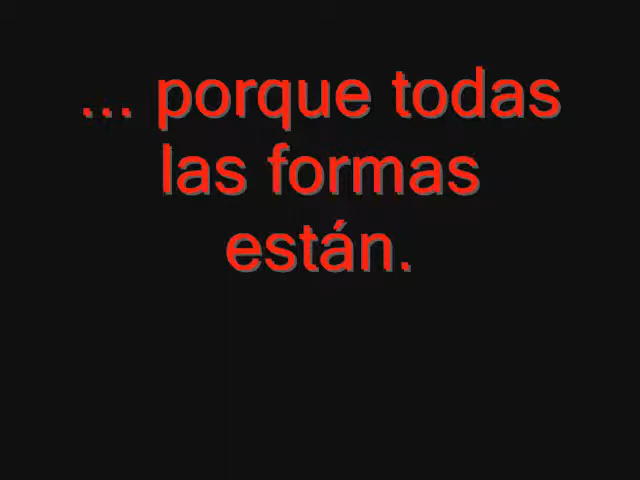 ... porque todas
las formas
están.